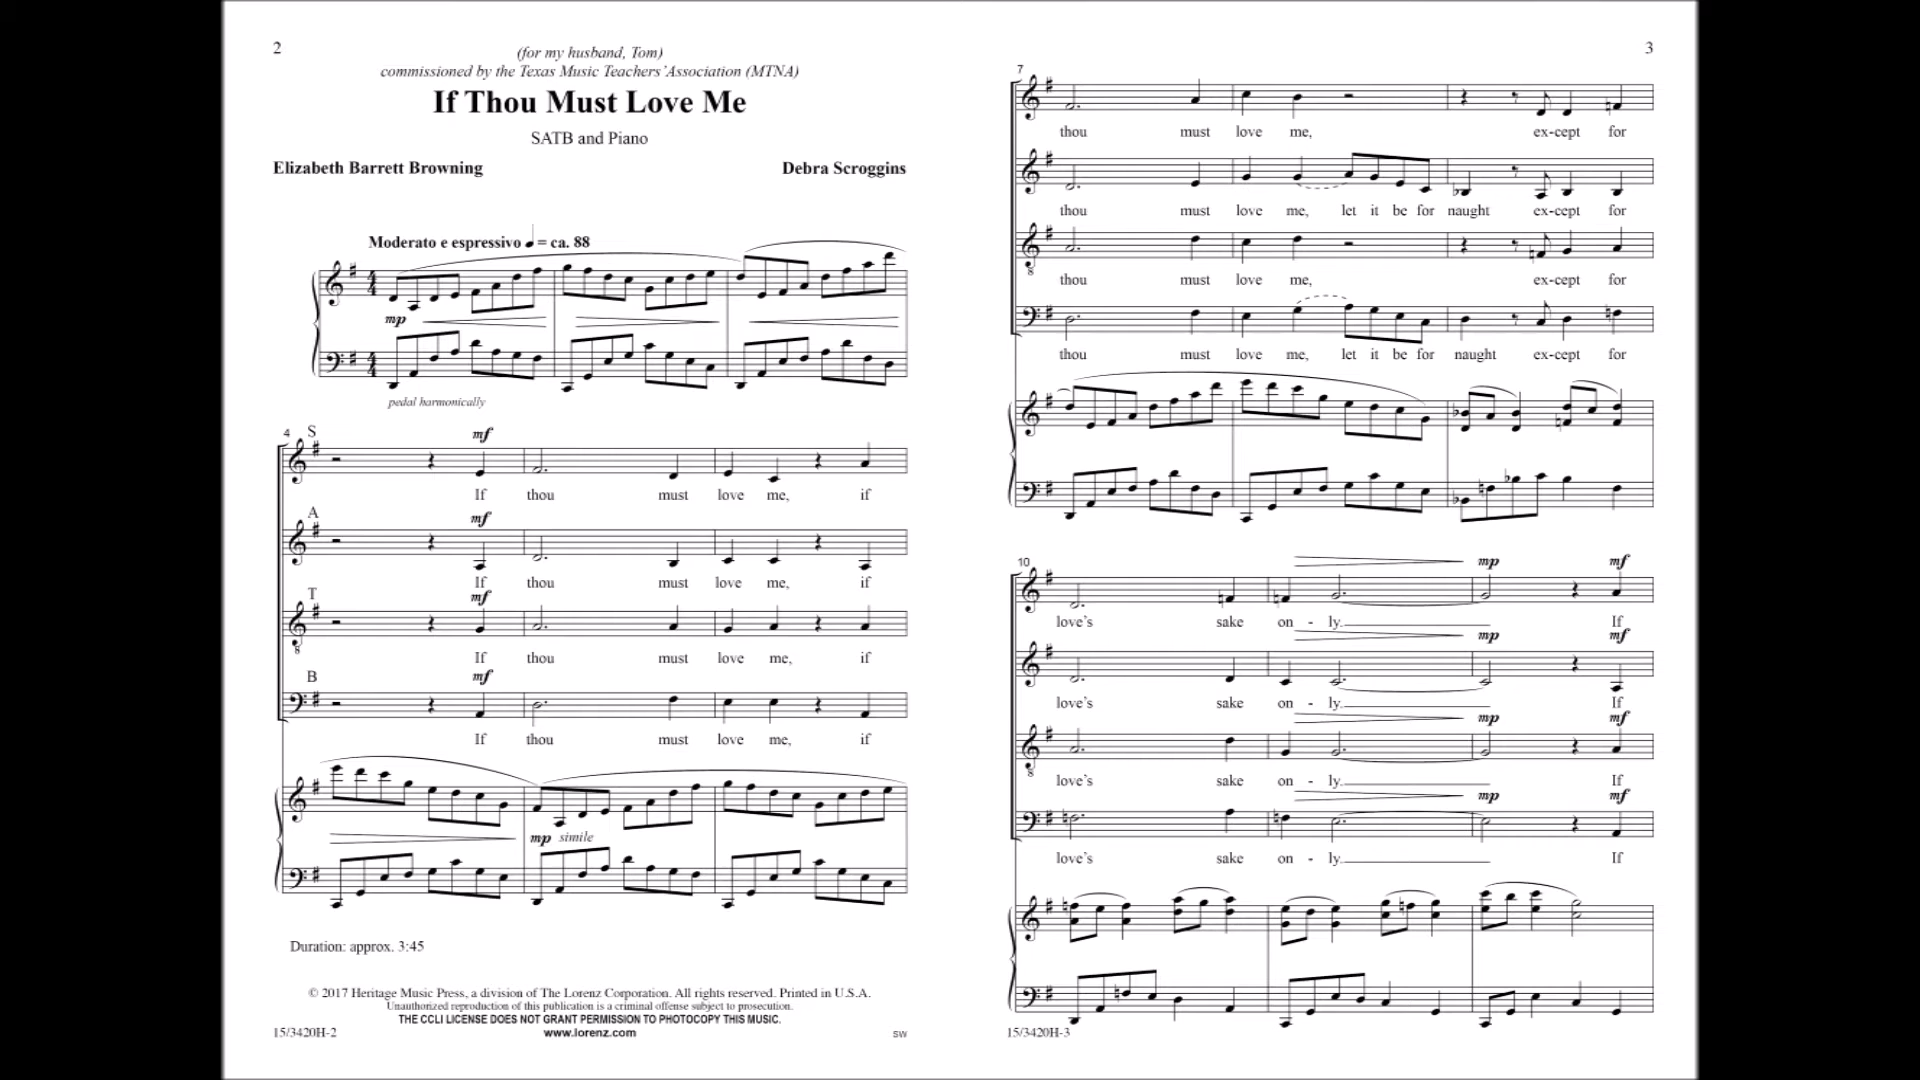 2
(for my husband, Tom)
commissioned by the Texas Music Teachers' Association (MTNA)
If Thou Must Love Me
SATB and Piano
Elizabeth Barrett Browning
Debra Scroggins
Moderato e espressivo ♩ = ca. 88
4
4
mp
4
4
pedal harmonically
4
S
mf
If thou must love me, if
A
mf
If thou must love me, if
T
mf
8
If thou must love me, if
B
mf
If thou must love me, if
mp simile
Duration: approx. 3:45
© 2017 Heritage Music Press, a division of The Lorenz Corporation. All rights reserved. Printed in U.S.A.
Unauthorized reproduction of this publication is a criminal offense subject to prosecution.
THE CCLI LICENSE DOES NOT GRANT PERMISSION TO PHOTOCOPY THIS MUSIC.
www.lorenz.com
15/3420H-2
SW
3
7
thou must love me, ex-cept for
thou must love me, let it be for naught ex-cept for
8
thou must love me, ex-cept for
thou must love me, let it be for naught ex-cept for
10
mp mf
love's sake on - ly. If
mp mf
love's sake on - ly. If
mp mf
8
love's sake on - ly. If
mp mf
love's sake on - ly. If
15/3420H-3